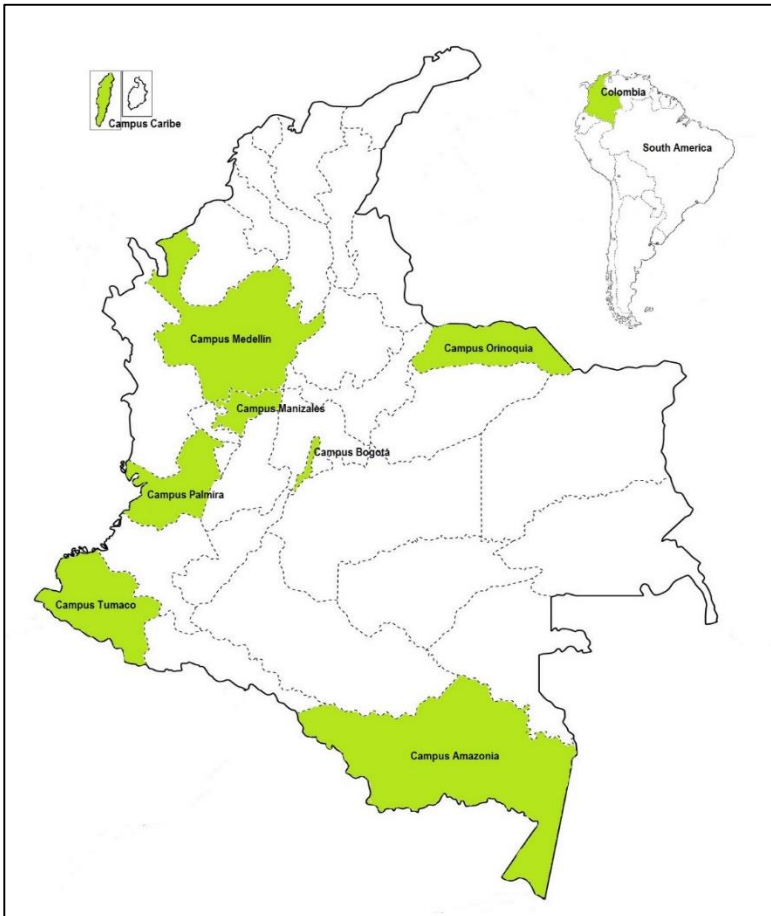 Colombia
Campus Caribe
South America
Campus Medellín
Campus Orinoquia
Campus Manizales
Campus Bogotá
Campus Palmira
Campus Tumaco
Campus Amazonia